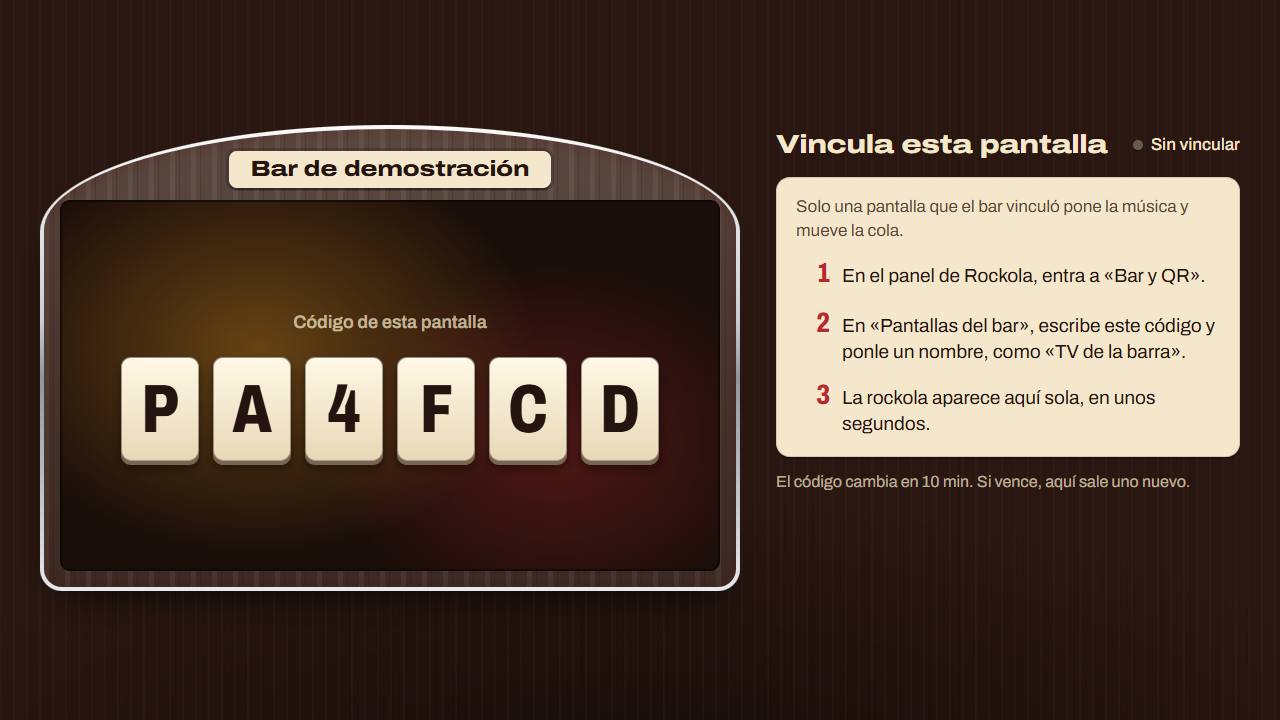 Bar de demostración
Código de esta pantalla
P A 4 F C D
Vincula esta pantalla
Sin vincular
Solo una pantalla que el bar vinculó pone la música y
mueve la cola.
1 En el panel de Rockola, entra a «Bar y QR».
2 En «Pantallas del bar», escribe este código y
ponle un nombre, como «TV de la barra».
3 La rockola aparece aquí sola, en unos
segundos.
El código cambia en 10 min. Si vence, aquí sale uno nuevo.